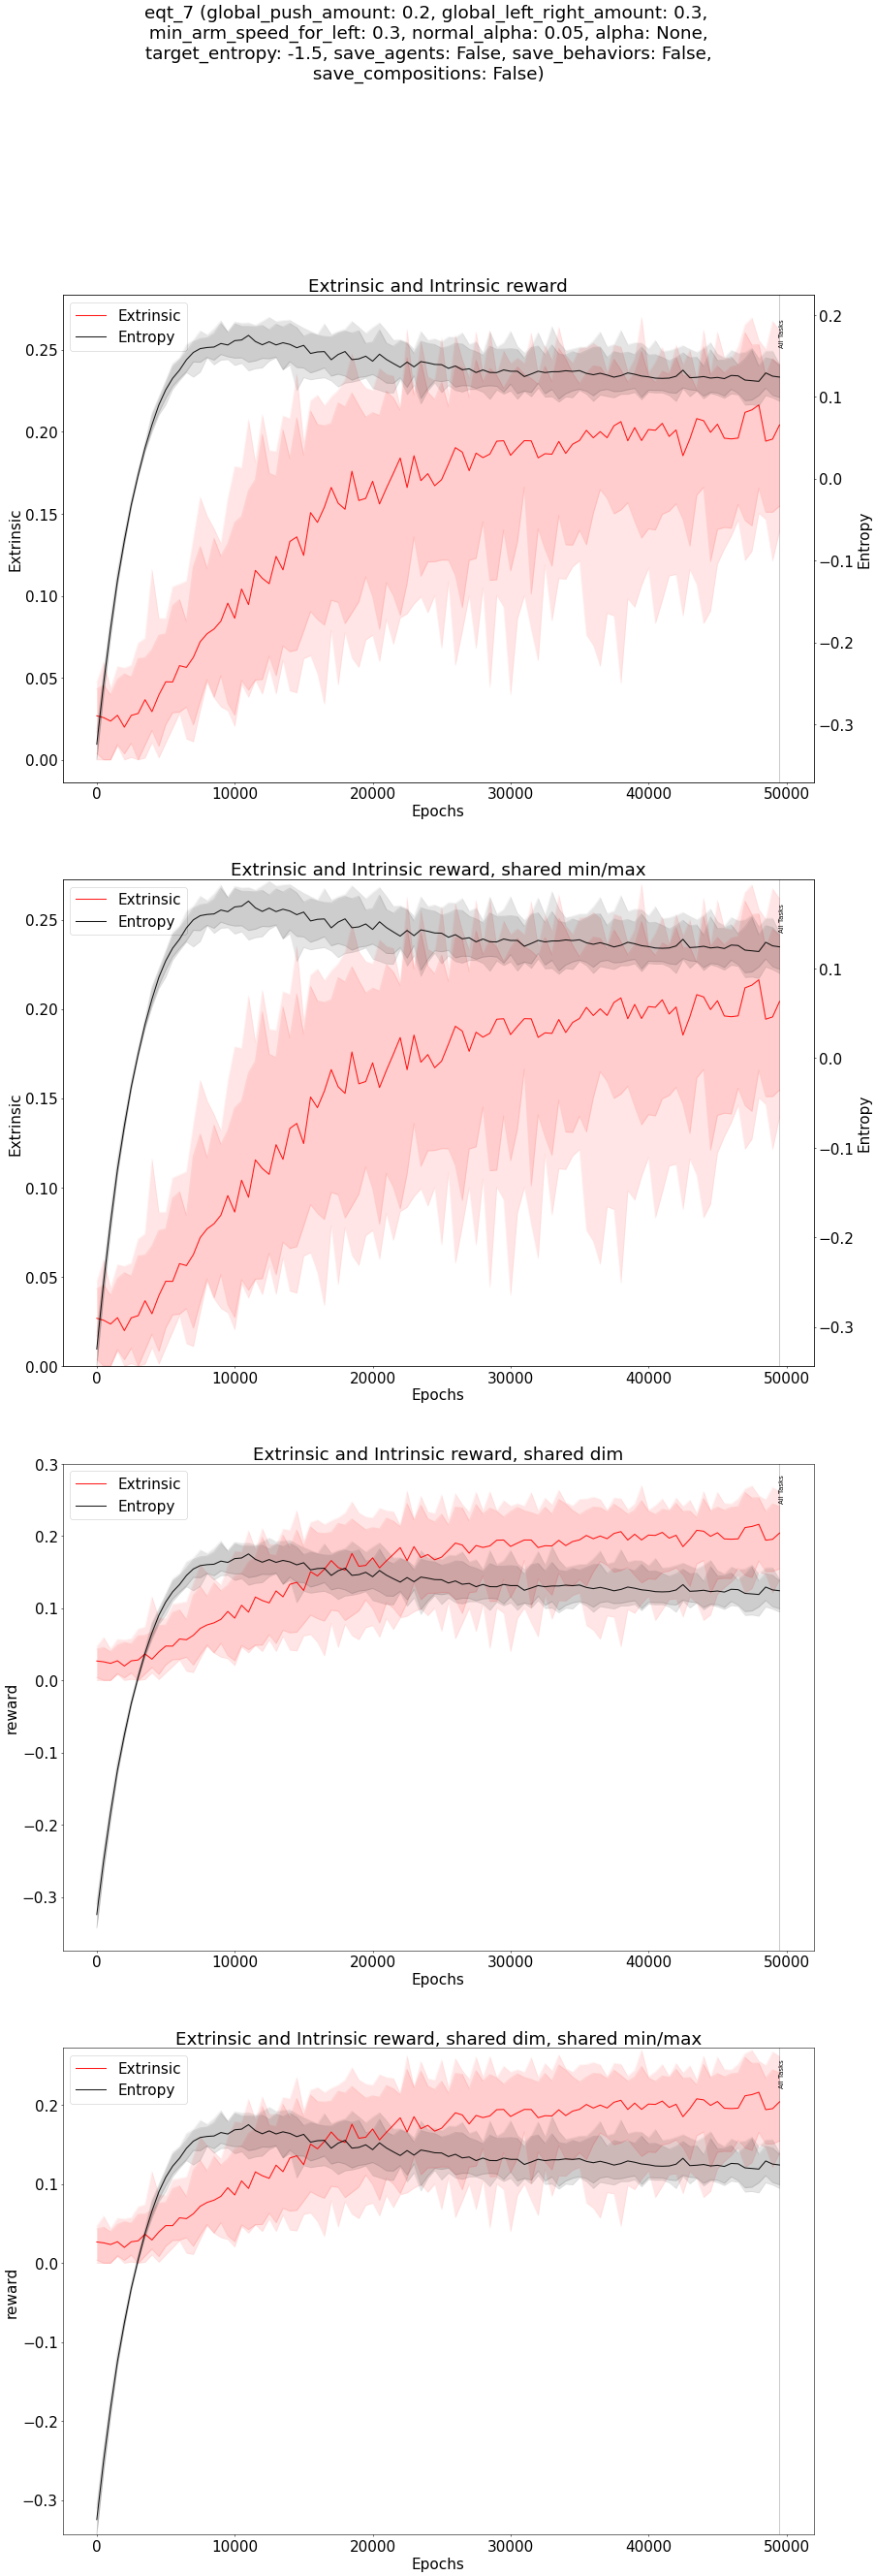 eqt_7 (global_push_amount: 0.2, global_left_right_amount: 0.3,
min_arm_speed_for_left: 0.3, normal_alpha: 0.05, alpha: None,
target_entropy: -1.5, save_agents: False, save_behaviors: False,
save_compositions: False)
Extrinsic and Intrinsic reward
Extrinsic
Entropy
All Tasks
0.25
0.20
0.15
0.10
0.05
0.00
Extrinsic
0.2
0.1
0.0
−0.1
−0.2
−0.3
Entropy
0 10000 20000 30000 40000 50000
Epochs
Extrinsic and Intrinsic reward, shared min/max
Extrinsic
Entropy
All Tasks
0.25
0.20
0.15
0.10
0.05
0.00
Extrinsic
0.1
0.0
−0.1
−0.2
−0.3
Entropy
0 10000 20000 30000 40000 50000
Epochs
Extrinsic and Intrinsic reward, shared dim
Extrinsic
Entropy
All Tasks
0.3
0.2
0.1
0.0
−0.1
−0.2
−0.3
reward
0 10000 20000 30000 40000 50000
Epochs
Extrinsic and Intrinsic reward, shared dim, shared min/max
Extrinsic
Entropy
All Tasks
0.2
0.1
0.0
−0.1
−0.2
−0.3
reward
0 10000 20000 30000 40000 50000
Epochs